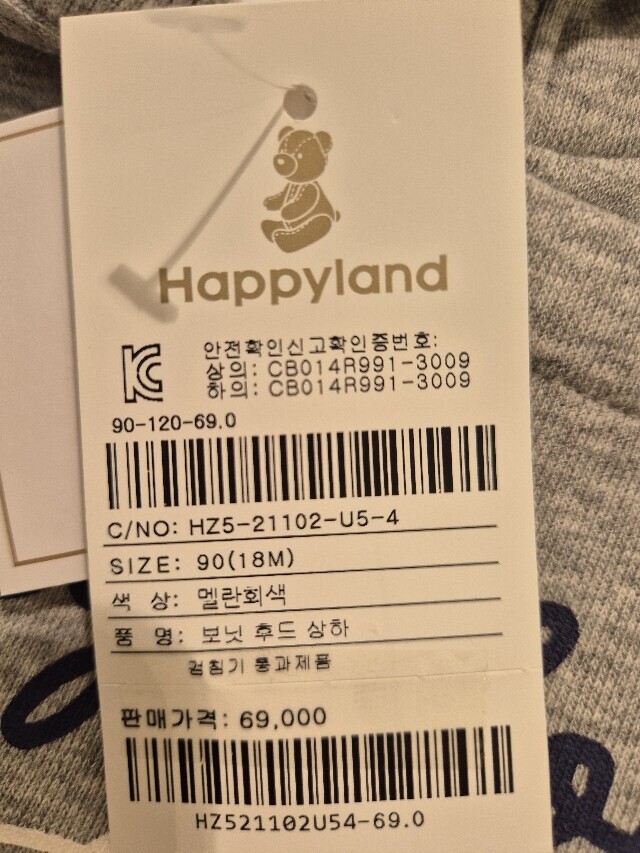 Happyland
안전확인신고확인증번호:
상의: CB014R991-3009
하의: CB014R991-3009
90-120-69.0
C/NO: HZ5-21102-U5-4
SIZE: 90(18M)
색 상: 멜란회색
품 명: 보닛 후드 상하
검침기 통과제품
판매가격: 69,000
HZ521102U54-69.0